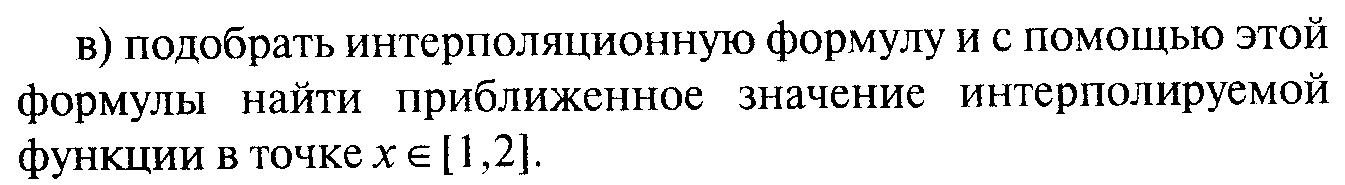 в) подобрать интерполяционную формулу и с помощью этой
формулы найти приближенное значение интерполируемой
функции в точке x ∈ [1,2].